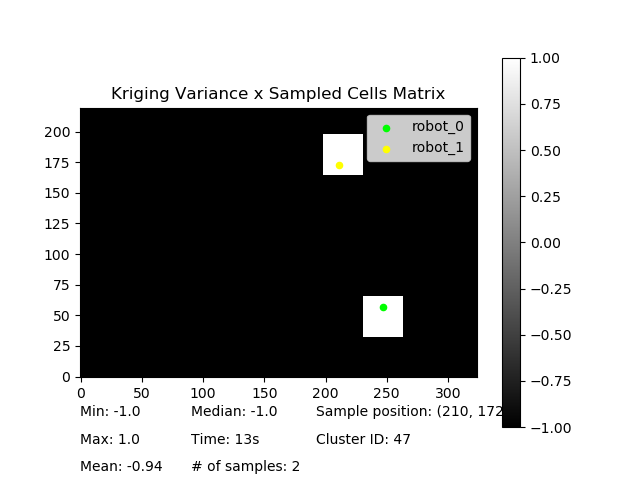 Kriging Variance x Sampled Cells Matrix
robot_0
robot_1
200
175
150
125
100
75
50
25
0
0 50 100 150 200 250 300
1.00
0.75
0.50
0.25
0.00
−0.25
−0.50
−0.75
−1.00
Min: -1.0 Median: -1.0 Sample position: (210, 172
Max: 1.0 Time: 13s Cluster ID: 47
Mean: -0.94 # of samples: 2